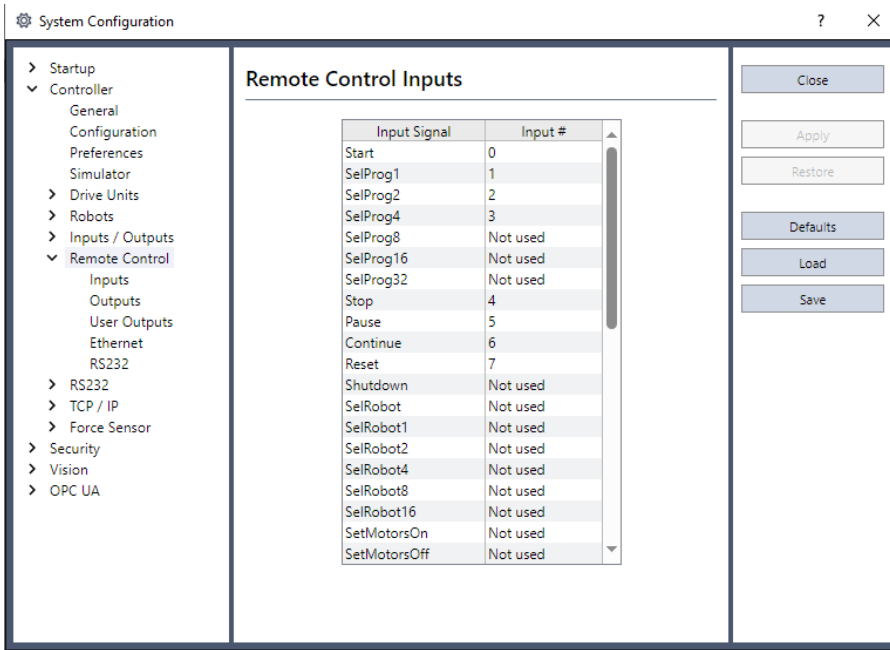 System Configuration
?
Startup
Controller
General
Configuration
Preferences
Simulator
Drive Units
Robots
Inputs / Outputs
Remote Control
Inputs
Outputs
User Outputs
Ethernet
RS232
RS232
TCP / IP
Force Sensor
Security
Vision
OPC UA
Remote Control Inputs
Input Signal Input #
Start 0
SelProg1 1
SelProg2 2
SelProg4 3
SelProg8 Not used
SelProg16 Not used
SelProg32 Not used
Stop 4
Pause 5
Continue 6
Reset 7
Shutdown Not used
SelRobot Not used
SelRobot1 Not used
SelRobot2 Not used
SelRobot4 Not used
SelRobot8 Not used
SelRobot16 Not used
SetMotorsOn Not used
SetMotorsOff Not used
Close
Apply
Restore
Defaults
Load
Save